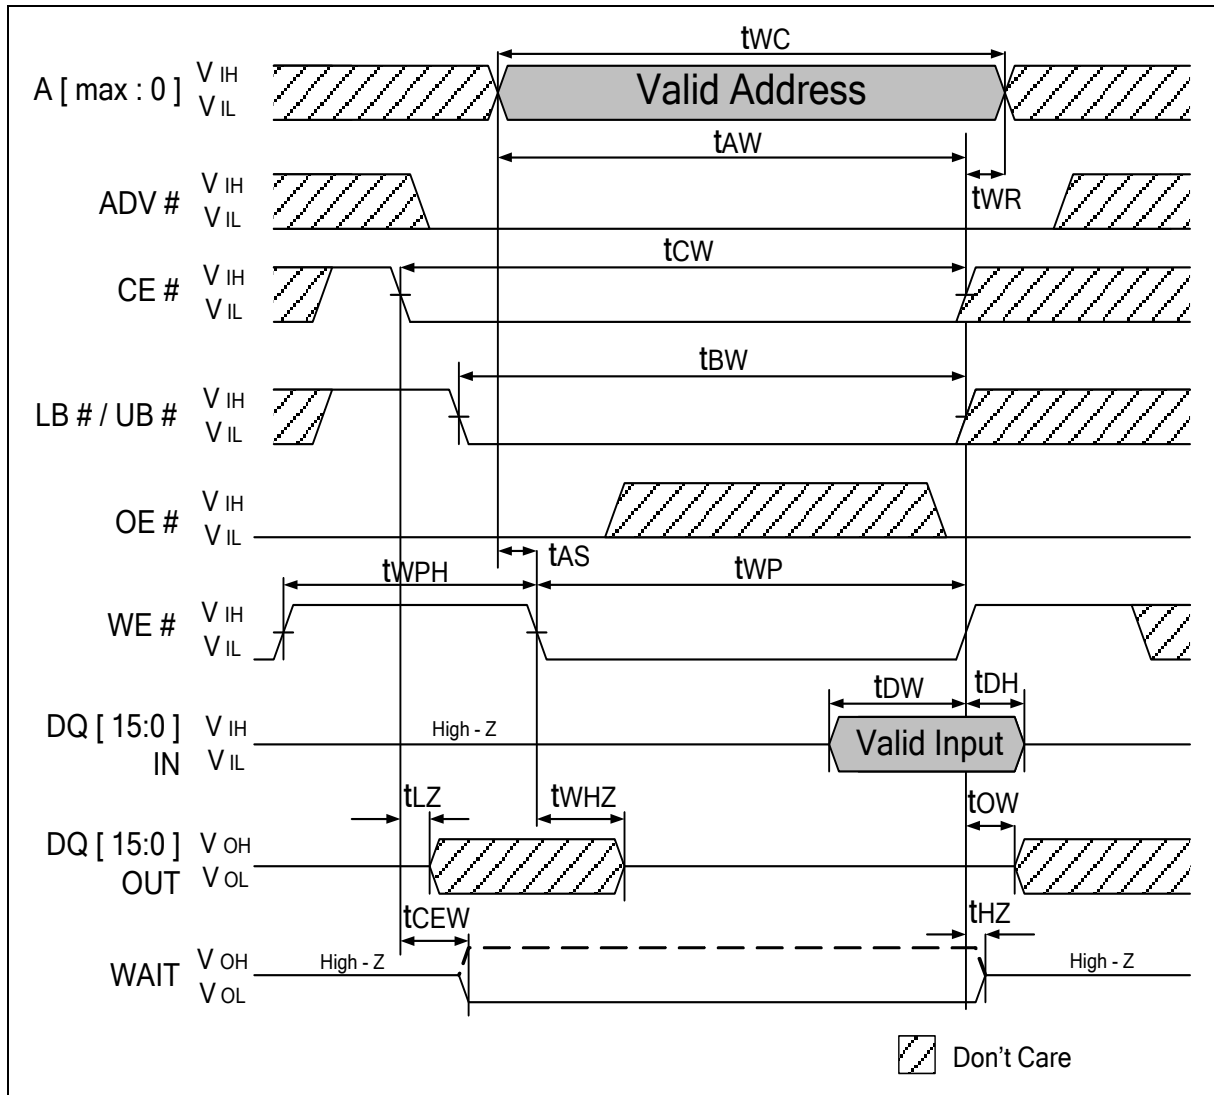 tWC
A [ max : 0 ] V IH
V IL
Valid Address
tAW
tWR
ADV # V IH
V IL
tCW
CE # V IH
V IL
tBW
LB # / UB # V IH
V IL
OE # V IH
V IL
tAS
tWPH
tWP
WE # V IH
V IL
tDW
tDH
DQ [ 15:0 ] IN V IH
V IL
High - Z
Valid Input
tLZ
tWHZ
tOW
DQ [ 15:0 ] OUT V OH
V OL
tCEW
tHZ
WAIT V OH
V OL
High - Z
High - Z
Don't Care